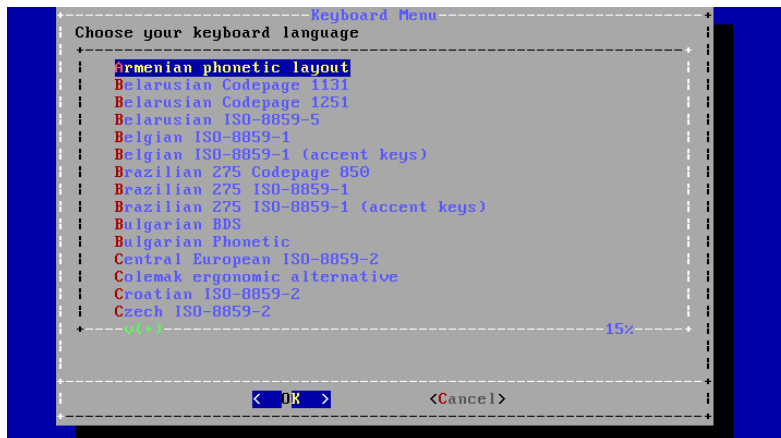 Keyboard Menu
Choose your keyboard language
Armenian phonetic layout
Belarusian Codepage 1131
Belarusian Codepage 1251
Belarusian ISO-8859-5
Belgian ISO-8859-1
Belgian ISO-8859-1 (accent keys)
Brazilian 275 Codepage 850
Brazilian 275 ISO-8859-1
Brazilian 275 ISO-8859-1 (accent keys)
Bulgarian BDS
Bulgarian Phonetic
Central European ISO-8859-2
Colemak ergonomic alternative
Croatian ISO-8859-2
Czech ISO-8859-2
v(+) 15%
< OK > <Cancel>